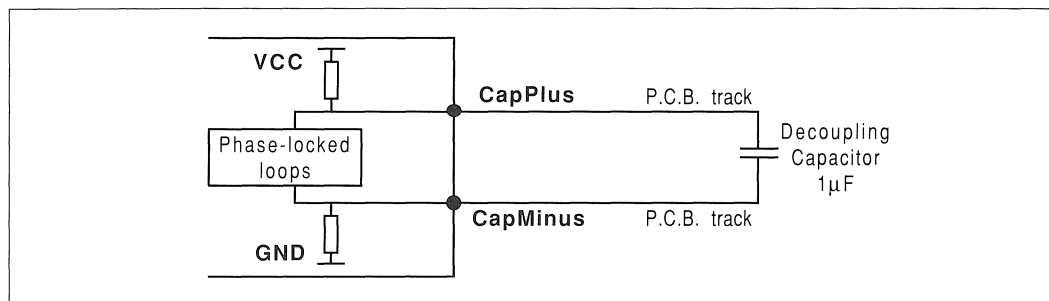 VCC
CapPlus
P.C.B. track
Phase-locked
loops
Decoupling
Capacitor
1µF
CapMinus
P.C.B. track
GND